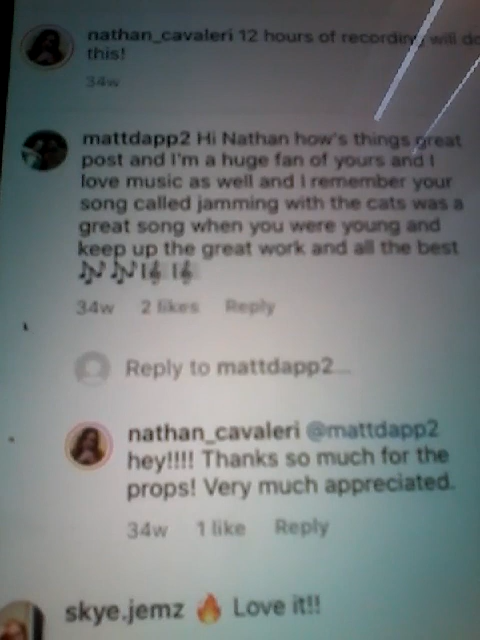 nathan_cavaleri 12 hours of recording will do
this!
34w
mattdapp2 Hi Nathan how's things great
post and I'm a huge fan of yours and I
love music as well and I remember your
song called jamming with the cats was a
great song when you were young and
keep up the great work and all the best
🎶 🎶 🎼 🎼
34w 2 likes Reply
Reply to mattdapp2...
nathan_cavaleri @mattdapp2
hey!!!! Thanks so much for the
props! Very much appreciated.
34w 1 like Reply
skye.jemz 🔥 Love it!!